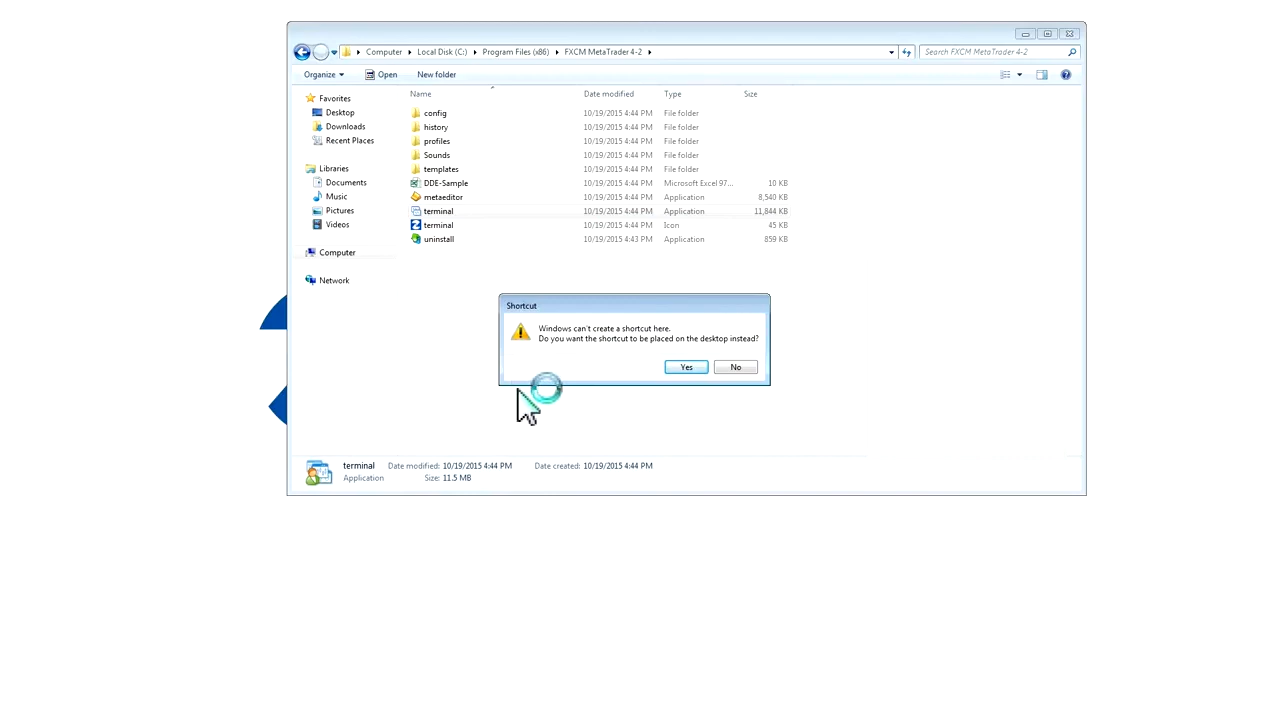 Computer Local Disk (C:) Program Files (x86) FXCM MetaTrader 4-2 Search FXCM MetaTrader 4-2
Organize Open New folder
Name Date modified Type Size
Favorites
Desktop
Downloads
Recent Places
Libraries
Documents
Music
Pictures
Videos
Computer
Network
config 10/19/2015 4:44 PM File folder
history 10/19/2015 4:44 PM File folder
profiles 10/19/2015 4:44 PM File folder
Sounds 10/19/2015 4:44 PM File folder
templates 10/19/2015 4:44 PM File folder
DDE-Sample 10/19/2015 4:44 PM Microsoft Excel 97... 10 KB
metaeditor 10/19/2015 4:44 PM Application 8,540 KB
terminal 10/19/2015 4:44 PM Application 11,844 KB
terminal 10/19/2015 4:44 PM Icon 45 KB
uninstall 10/19/2015 4:43 PM Application 859 KB
Shortcut
Windows can't create a shortcut here.
Do you want the shortcut to be placed on the desktop instead?
Yes No
terminal Date modified: 10/19/2015 4:44 PM Date created: 10/19/2015 4:44 PM
Application Size: 11.5 MB